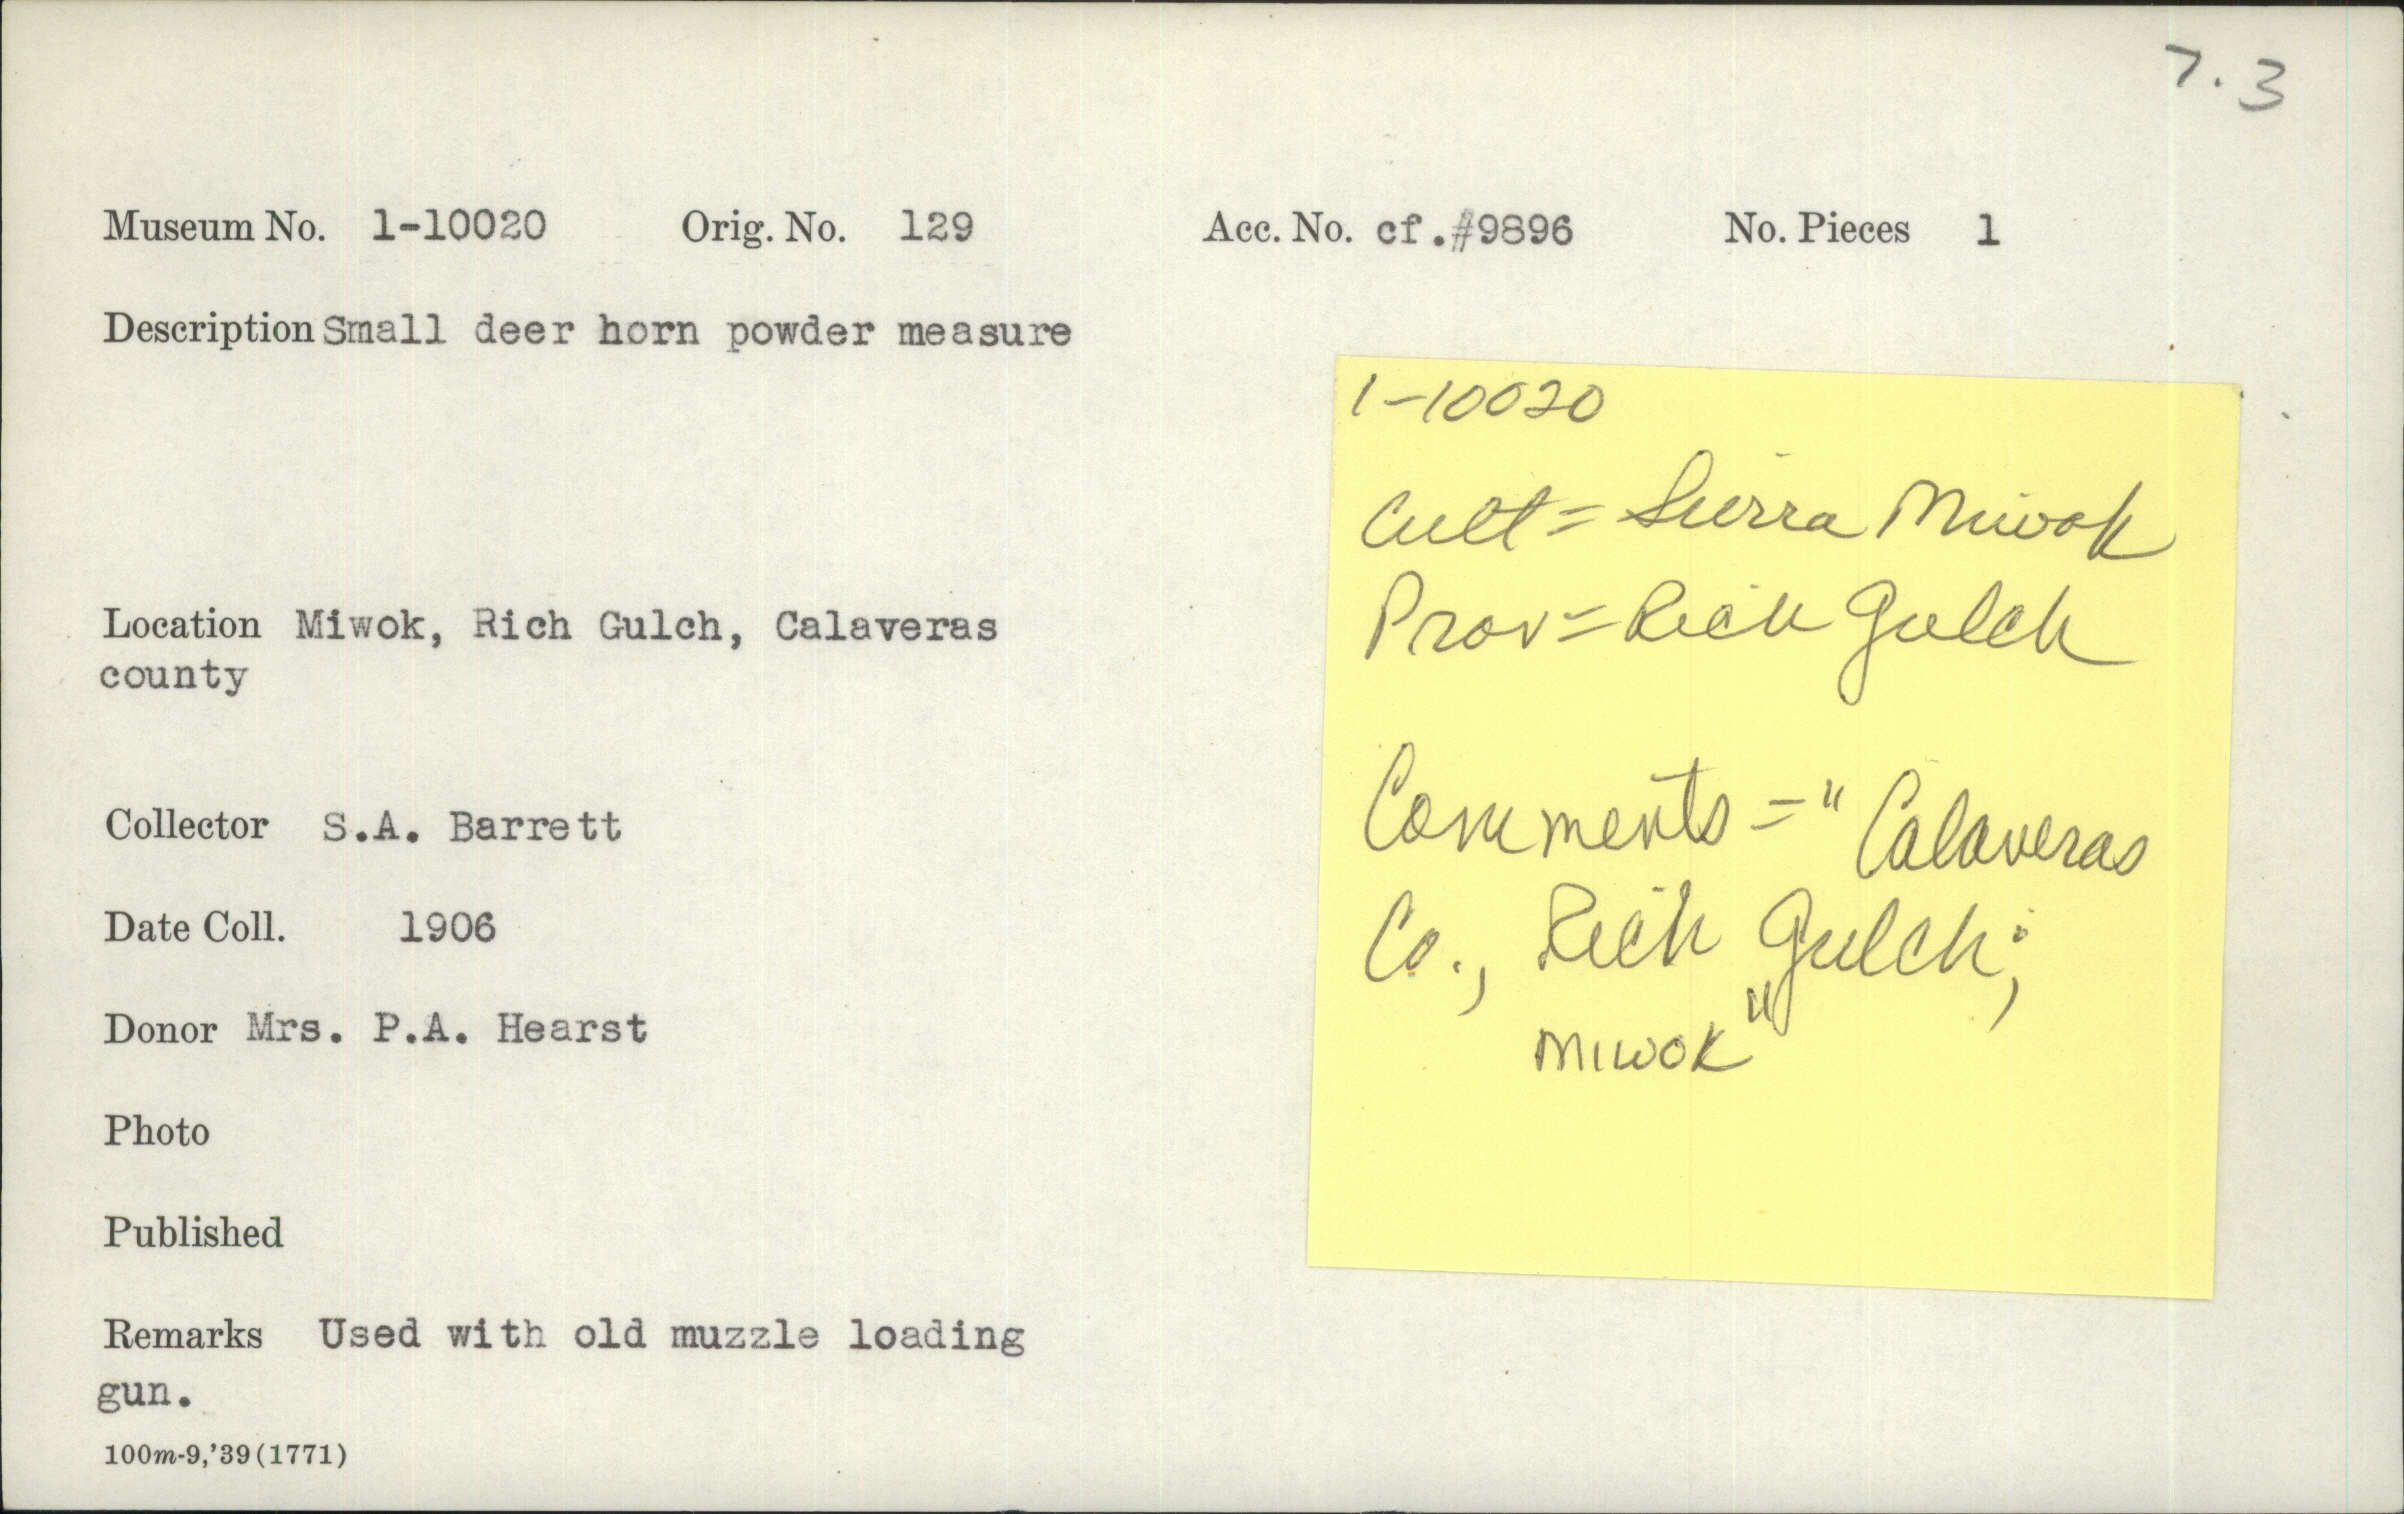 7.3
Museum No. 1-10020 Orig. No. 129 Acc. No. cf.#9896 No. Pieces 1
Description Small deer horn powder measure
Location Miwok, Rich Gulch, Calaveras
county
Collector S.A. Barrett
Date Coll. 1906
Donor Mrs. P.A. Hearst
Photo
Published
Remarks Used with old muzzle loading
gun.
100m-9,'39(1771)
1-10020
Cult = Sierra Miwok
Prov = Rich Gulch
Comments = "Calaveras
Co., Rich Gulch;
Miwok"